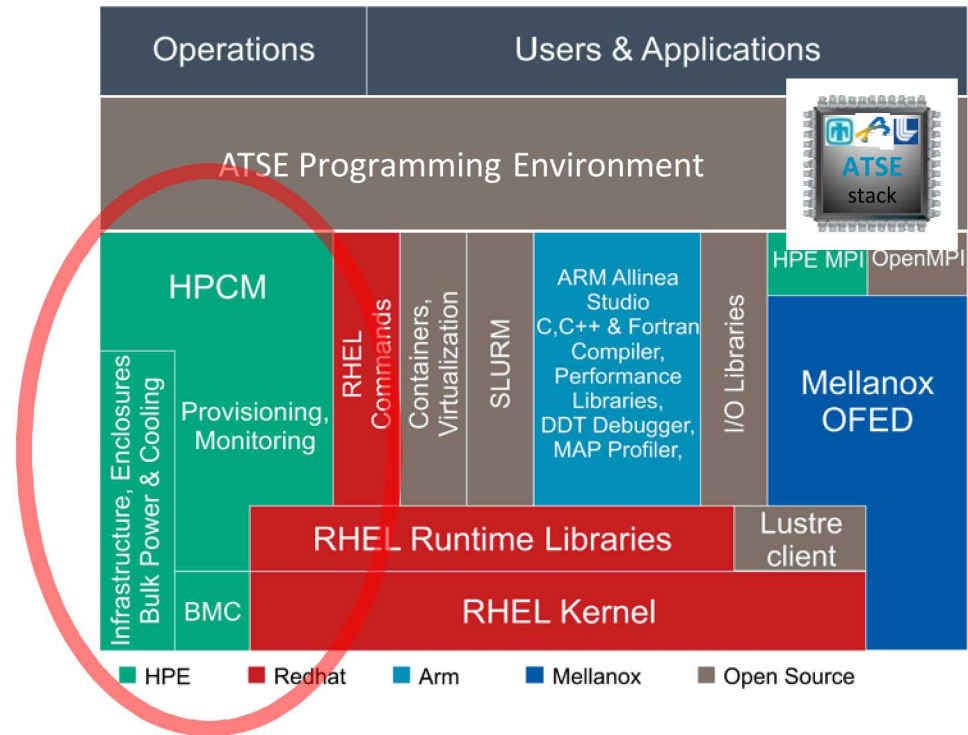 Operations
Users & Applications
ATSE Programming Environment
ATSE
stack
HPCM
Infrastructure, Enclosures
Bulk Power & Cooling
Provisioning,
Monitoring
BMC
RHEL
Commands
Containers,
Virtualization
SLURM
ARM Allinea
Studio
C,C++ & Fortran
Compiler,
Performance
Libraries,
DDT Debugger,
MAP Profiler,
I/O Libraries
HPE MPI
OpenMPI
Mellanox
OFED
RHEL Runtime Libraries
Lustre
client
RHEL Kernel
HPE
Redhat
Arm
Mellanox
Open Source